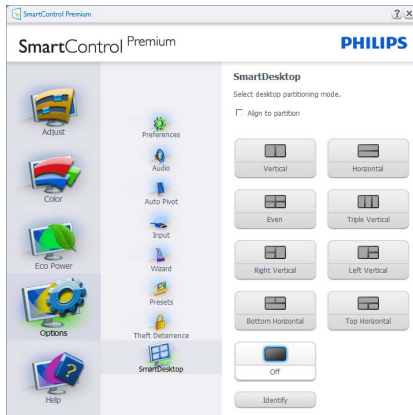 SmartControl Premium
SmartControl Premium
PHILIPS
Adjust
Color
Eco Power
Options
Help
Preferences
Audio
Auto Pivot
Input
Wizard
Presets
Theft Deterrence
SmartDesktop
SmartDesktop
Select desktop partitioning mode.
Align to partition
Vertical
Horizontal
Even
Triple Vertical
Right Vertical
Left Vertical
Bottom Horizontal
Top Horizontal
Off
Identify